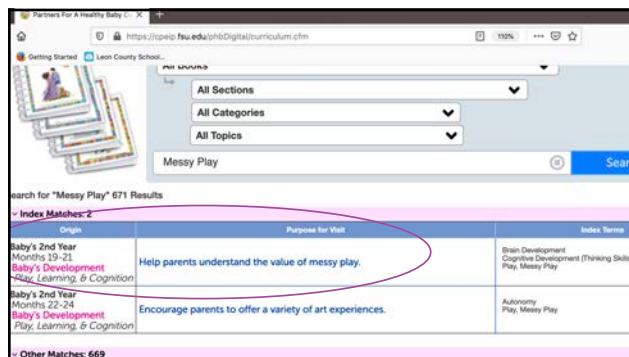 Partners For A Healthy Baby
https://cpeip.fsu.edu/phbDigital/curriculum.cfm
110%
Getting Started
Leon County School...
All Books
All Sections
All Categories
All Topics
Messy Play
Sear
earch for "Messy Play" 671 Results
Index Matches: 2
Origin
Purpose for Visit
Index Terms
Baby's 2nd Year
Months 19-21
Baby's Development
Play, Learning, & Cognition
Help parents understand the value of messy play.
Brain Development
Cognitive Development (Thinking Skills
Play, Messy Play
Baby's 2nd Year
Months 22-24
Baby's Development
Play, Learning, & Cognition
Encourage parents to offer a variety of art experiences.
Autonomy
Play, Messy Play
Other Matches: 669